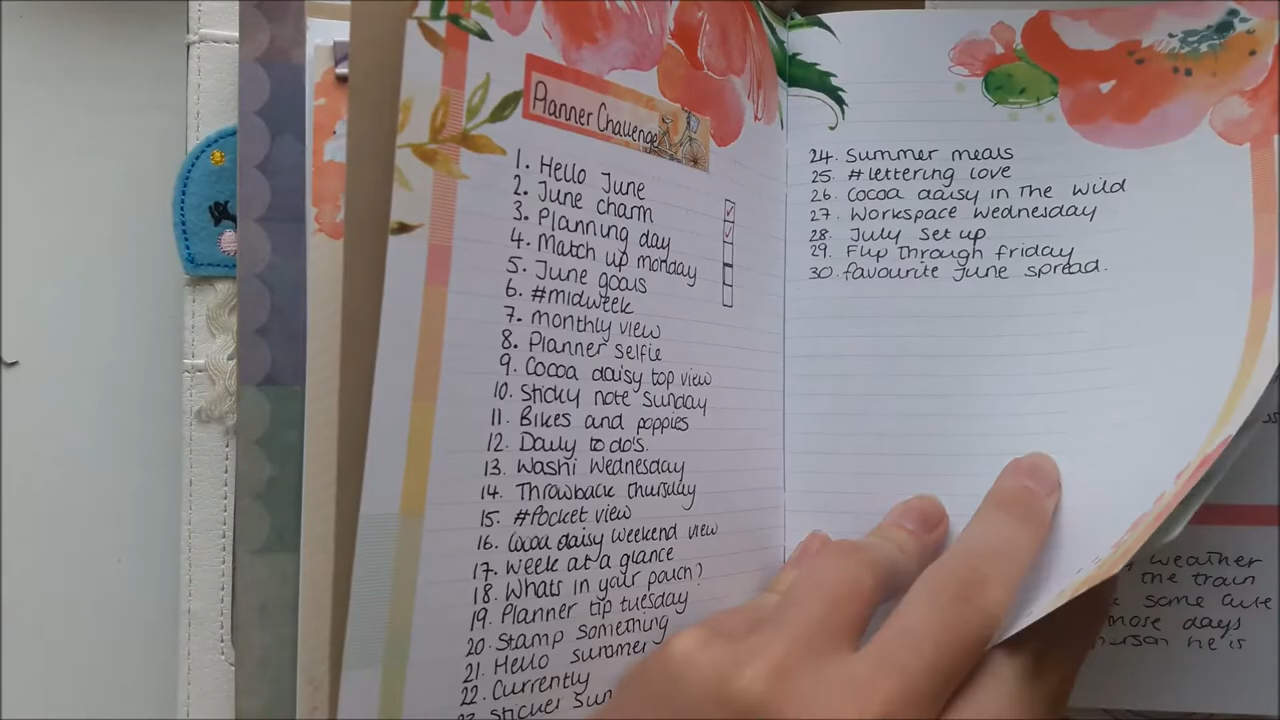 Planner Challenge
1. Hello June
2. June charm
3. Planning day
4. Match up monday
5. June goals
6. #midweek
7. monthly view
8. Planner selfie
9. Cocoa daisy top view
10. Sticky note sunday
11. Bikes and poppies
12. Daily to do's.
13. Washi Wednesday
14. Throwback thursday
15. #Pocket view
16. Cocoa daisy weekend view
17. Week at a glance
18. Whats in your pouch?
19. Planner tip tuesday
20. Stamp something
21. Hello summer
22. Currently
23. Sticker
24. Summer meals
25. #lettering love
26. Cocoa daisy in the wild
27. Workspace Wednesday
28. July set up
29. Flip through friday
30. favourite June spread.
weather
the train
some cute
more days
he is